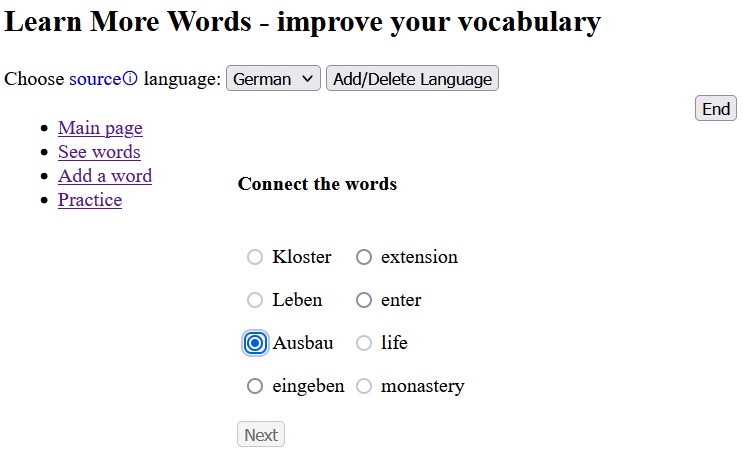 Learn More Words - improve your vocabulary
Choose sourceⓘ language: German Add/Delete Language
End
Main page
See words
Add a word
Practice
Connect the words
Kloster extension
Leben enter
Ausbau life
eingeben monastery
Next